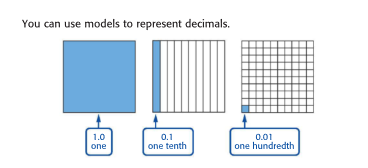 You can use models to represent decimals.
1.0
one
0.1
one tenth
0.01
one hundredth